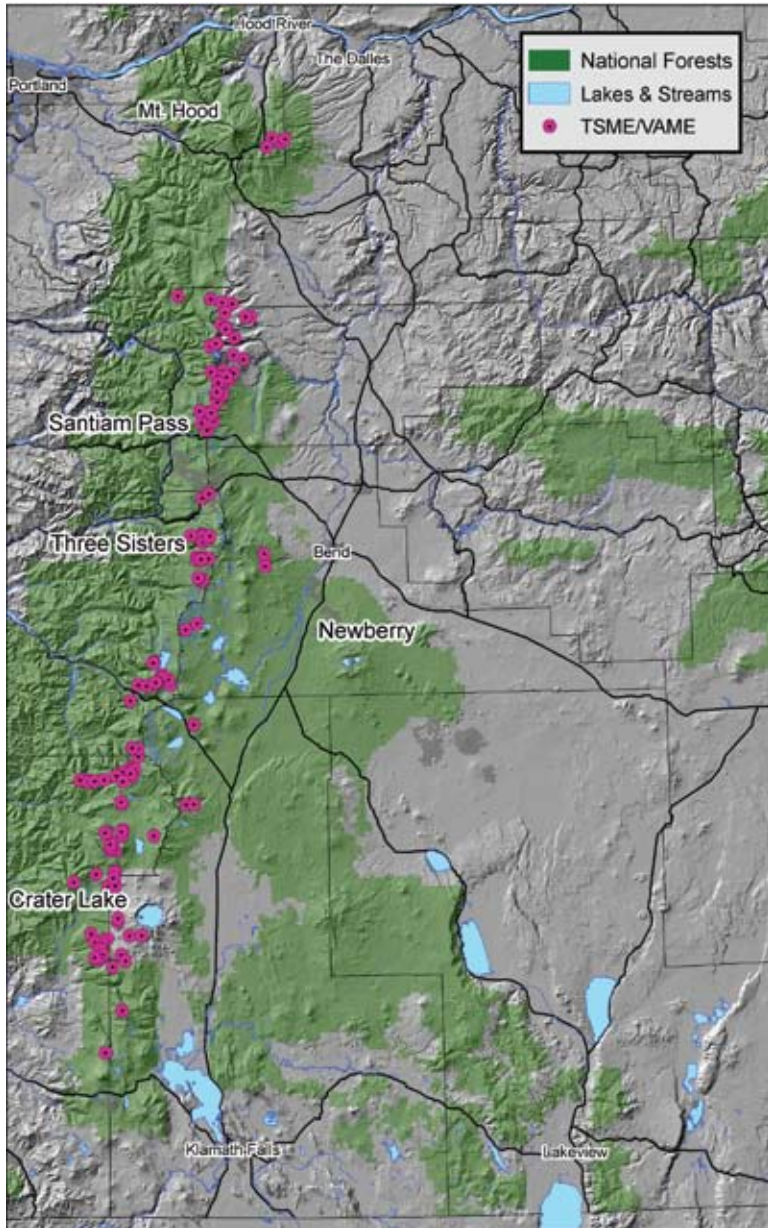 Hood River
The Dalles
Portland
Mt. Hood
National Forests
Lakes & Streams
TSME/VAME
Santiam Pass
Three Sisters
Bend
Newberry
Crater Lake
Klamath Falls
Lakeview